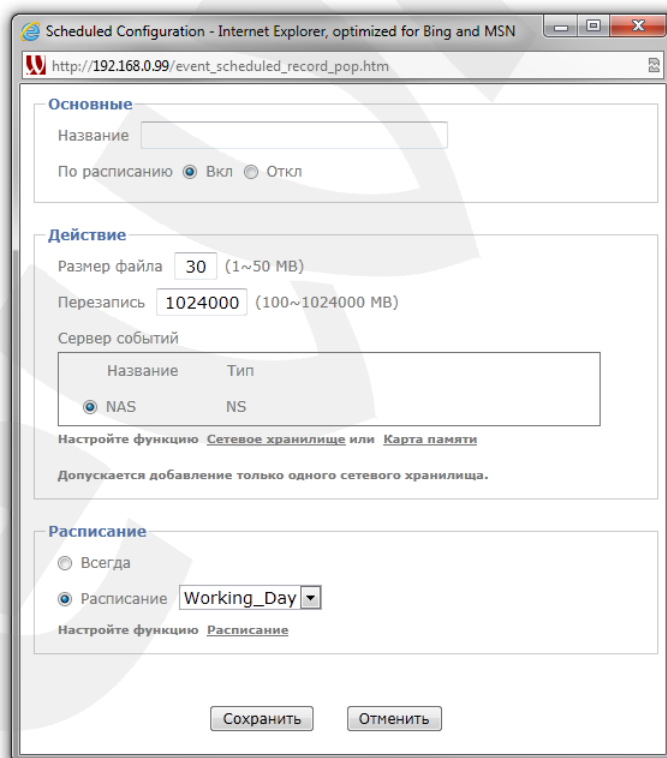 Scheduled Configuration - Internet Explorer, optimized for Bing and MSN
http://192.168.0.99/event_scheduled_record_pop.htm
Основные
Название
По расписанию Вкл Откл
Действие
Размер файла 30 (1~50 MB)
Перезапись 1024000 (100~1024000 MB)
Сервер событий
Название Тип
NAS NS
Настройте функцию Сетевое хранилище или Карта памяти
Допускается добавление только одного сетевого хранилища.
Расписание
Всегда
Расписание Working_Day
Настройте функцию Расписание
Сохранить Отменить